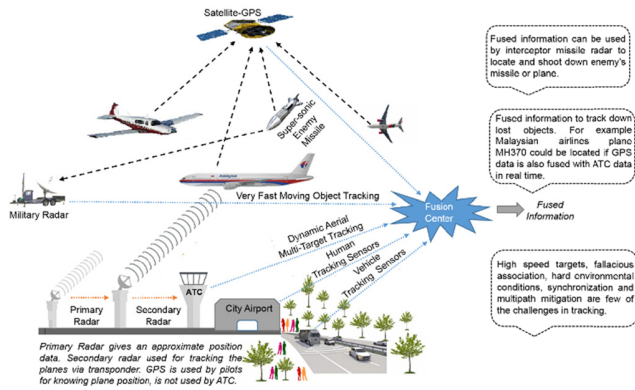 Satellite-GPS
Fused information can be used
by interceptor missile radar to
locate and shoot down enemy's
missile or plane.
Super-sonic
Enemy
Missile
Fused information to track down
lost objects. For example
Malaysian airlines plane
MH370 could be located if GPS
data is also fused with ATC data
in real time.
Military Radar
Very Fast Moving Object Tracking
Fusion
Center
Fused
Information
Dynamic Aerial
Multi-Target Tracking
Human
Tracking Sensors
Vehicle
Tracking Sensors
ATC
Primary
Radar
Secondary
Radar
City Airport
High speed targets, fallacious
association, hard environmental
conditions, synchronization and
multipath mitigation are few of
the challenges in tracking.
Primary Radar gives an approximate position
data. Secondary radar used for tracking the
planes via transponder. GPS is used by pilots
for knowing plane position, is not used by ATC.